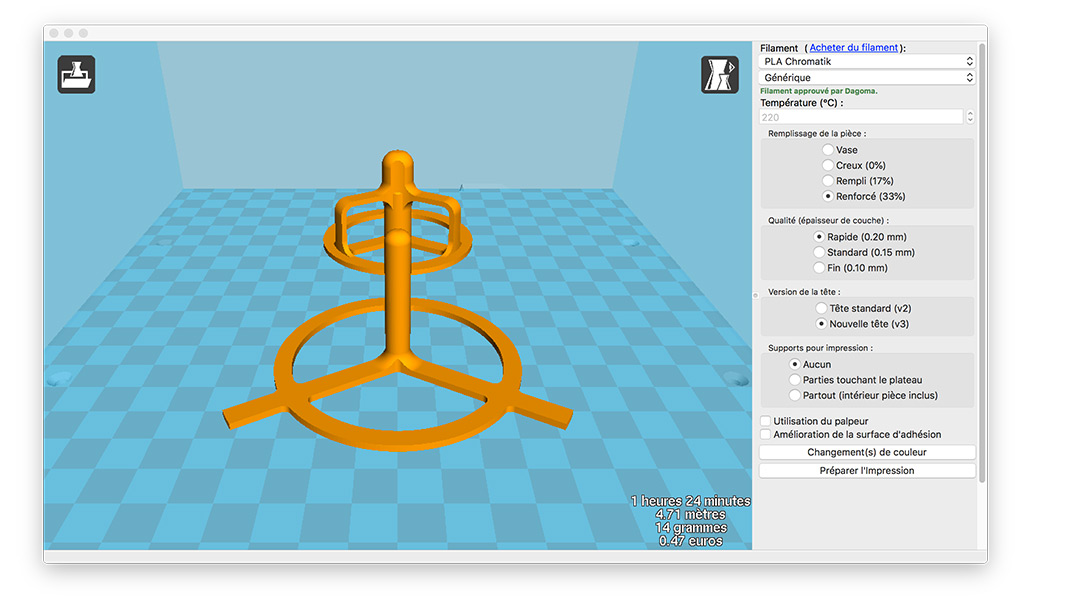 Filament (Acheter du filament):
PLA Chromatik
Générique
Filament approuvé par Dagoma.
Température (°C) :
220
Remplissage de la pièce :
Vase
Creux (0%)
Rempli (17%)
Renforcé (33%)
Qualité (épaisseur de couche) :
Rapide (0.20 mm)
Standard (0.15 mm)
Fin (0.10 mm)
Version de la tête :
Tête standard (v2)
Nouvelle tête (v3)
Supports pour impression :
Aucun
Parties touchant le plateau
Partout (intérieur pièce inclus)
Utilisation du palpeur
Amélioration de la surface d'adhésion
Changement(s) de couleur
Préparer l'Impression
1 heures 24 minutes
4.71 mètres
14 grammes
0.47 euros